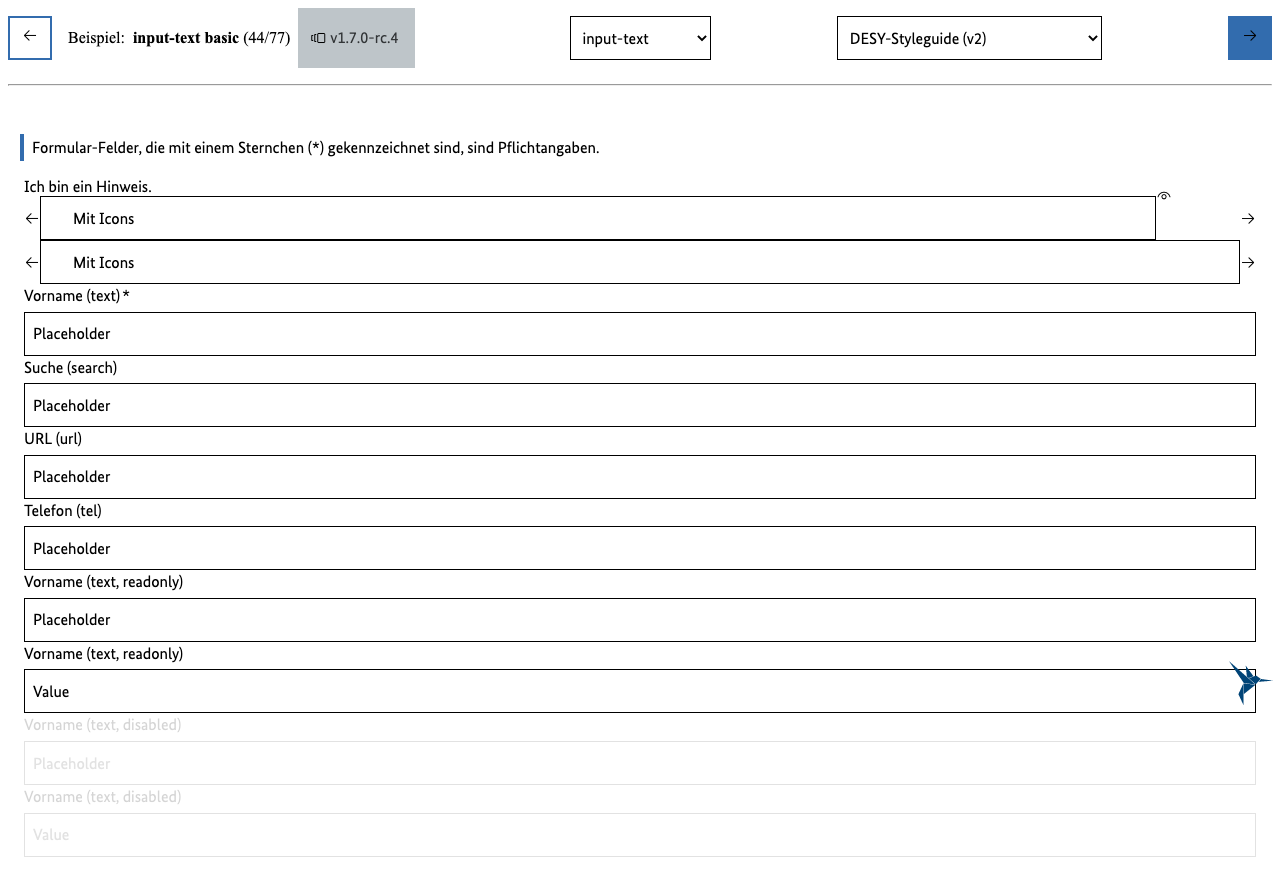 Beispiel: input-text basic (44/77) v1.7.0-rc.4 input-text DESY-Styleguide (v2)
Formular-Felder, die mit einem Sternchen (*) gekennzeichnet sind, sind Pflichtangaben.
Ich bin ein Hinweis.
Mit Icons
Mit Icons
Vorname (text) *
Placeholder
Suche (search)
Placeholder
URL (url)
Placeholder
Telefon (tel)
Placeholder
Vorname (text, readonly)
Placeholder
Vorname (text, readonly)
Value
Vorname (text, disabled)
Placeholder
Vorname (text, disabled)
Value